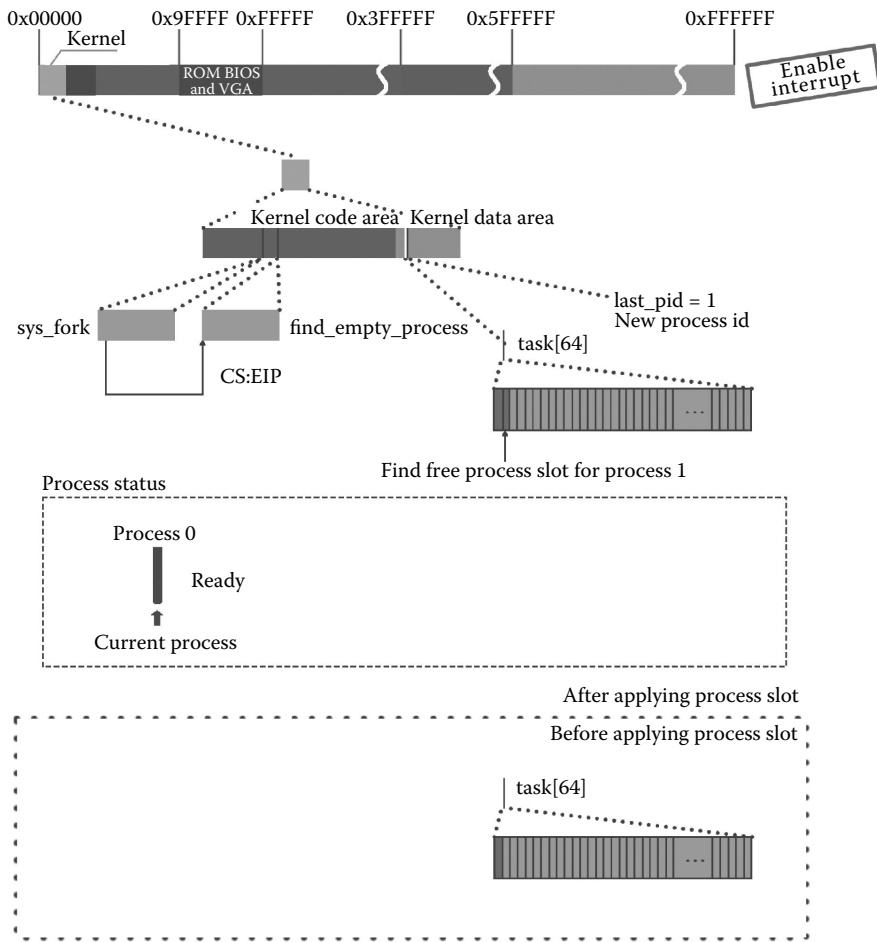 0x00000 0x9FFFF 0xFFFFF 0x3FFFFF 0x5FFFFF 0xFFFFFF
Kernel
ROM BIOS
and VGA
Enable
interrupt
Kernel code area Kernel data area
last_pid = 1
New process id
sys_fork
find_empty_process
task[64]
CS:EIP
...
Find free process slot for process 1
Process status
Process 0
Ready
Current process
After applying process slot
Before applying process slot
task[64]
...